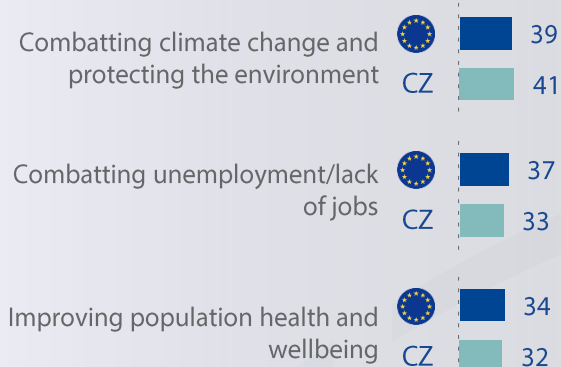 Combatting climate change and
protecting the environment
39
CZ 41
Combatting unemployment/lack
of jobs
37
CZ 33
Improving population health and
wellbeing
34
CZ 32